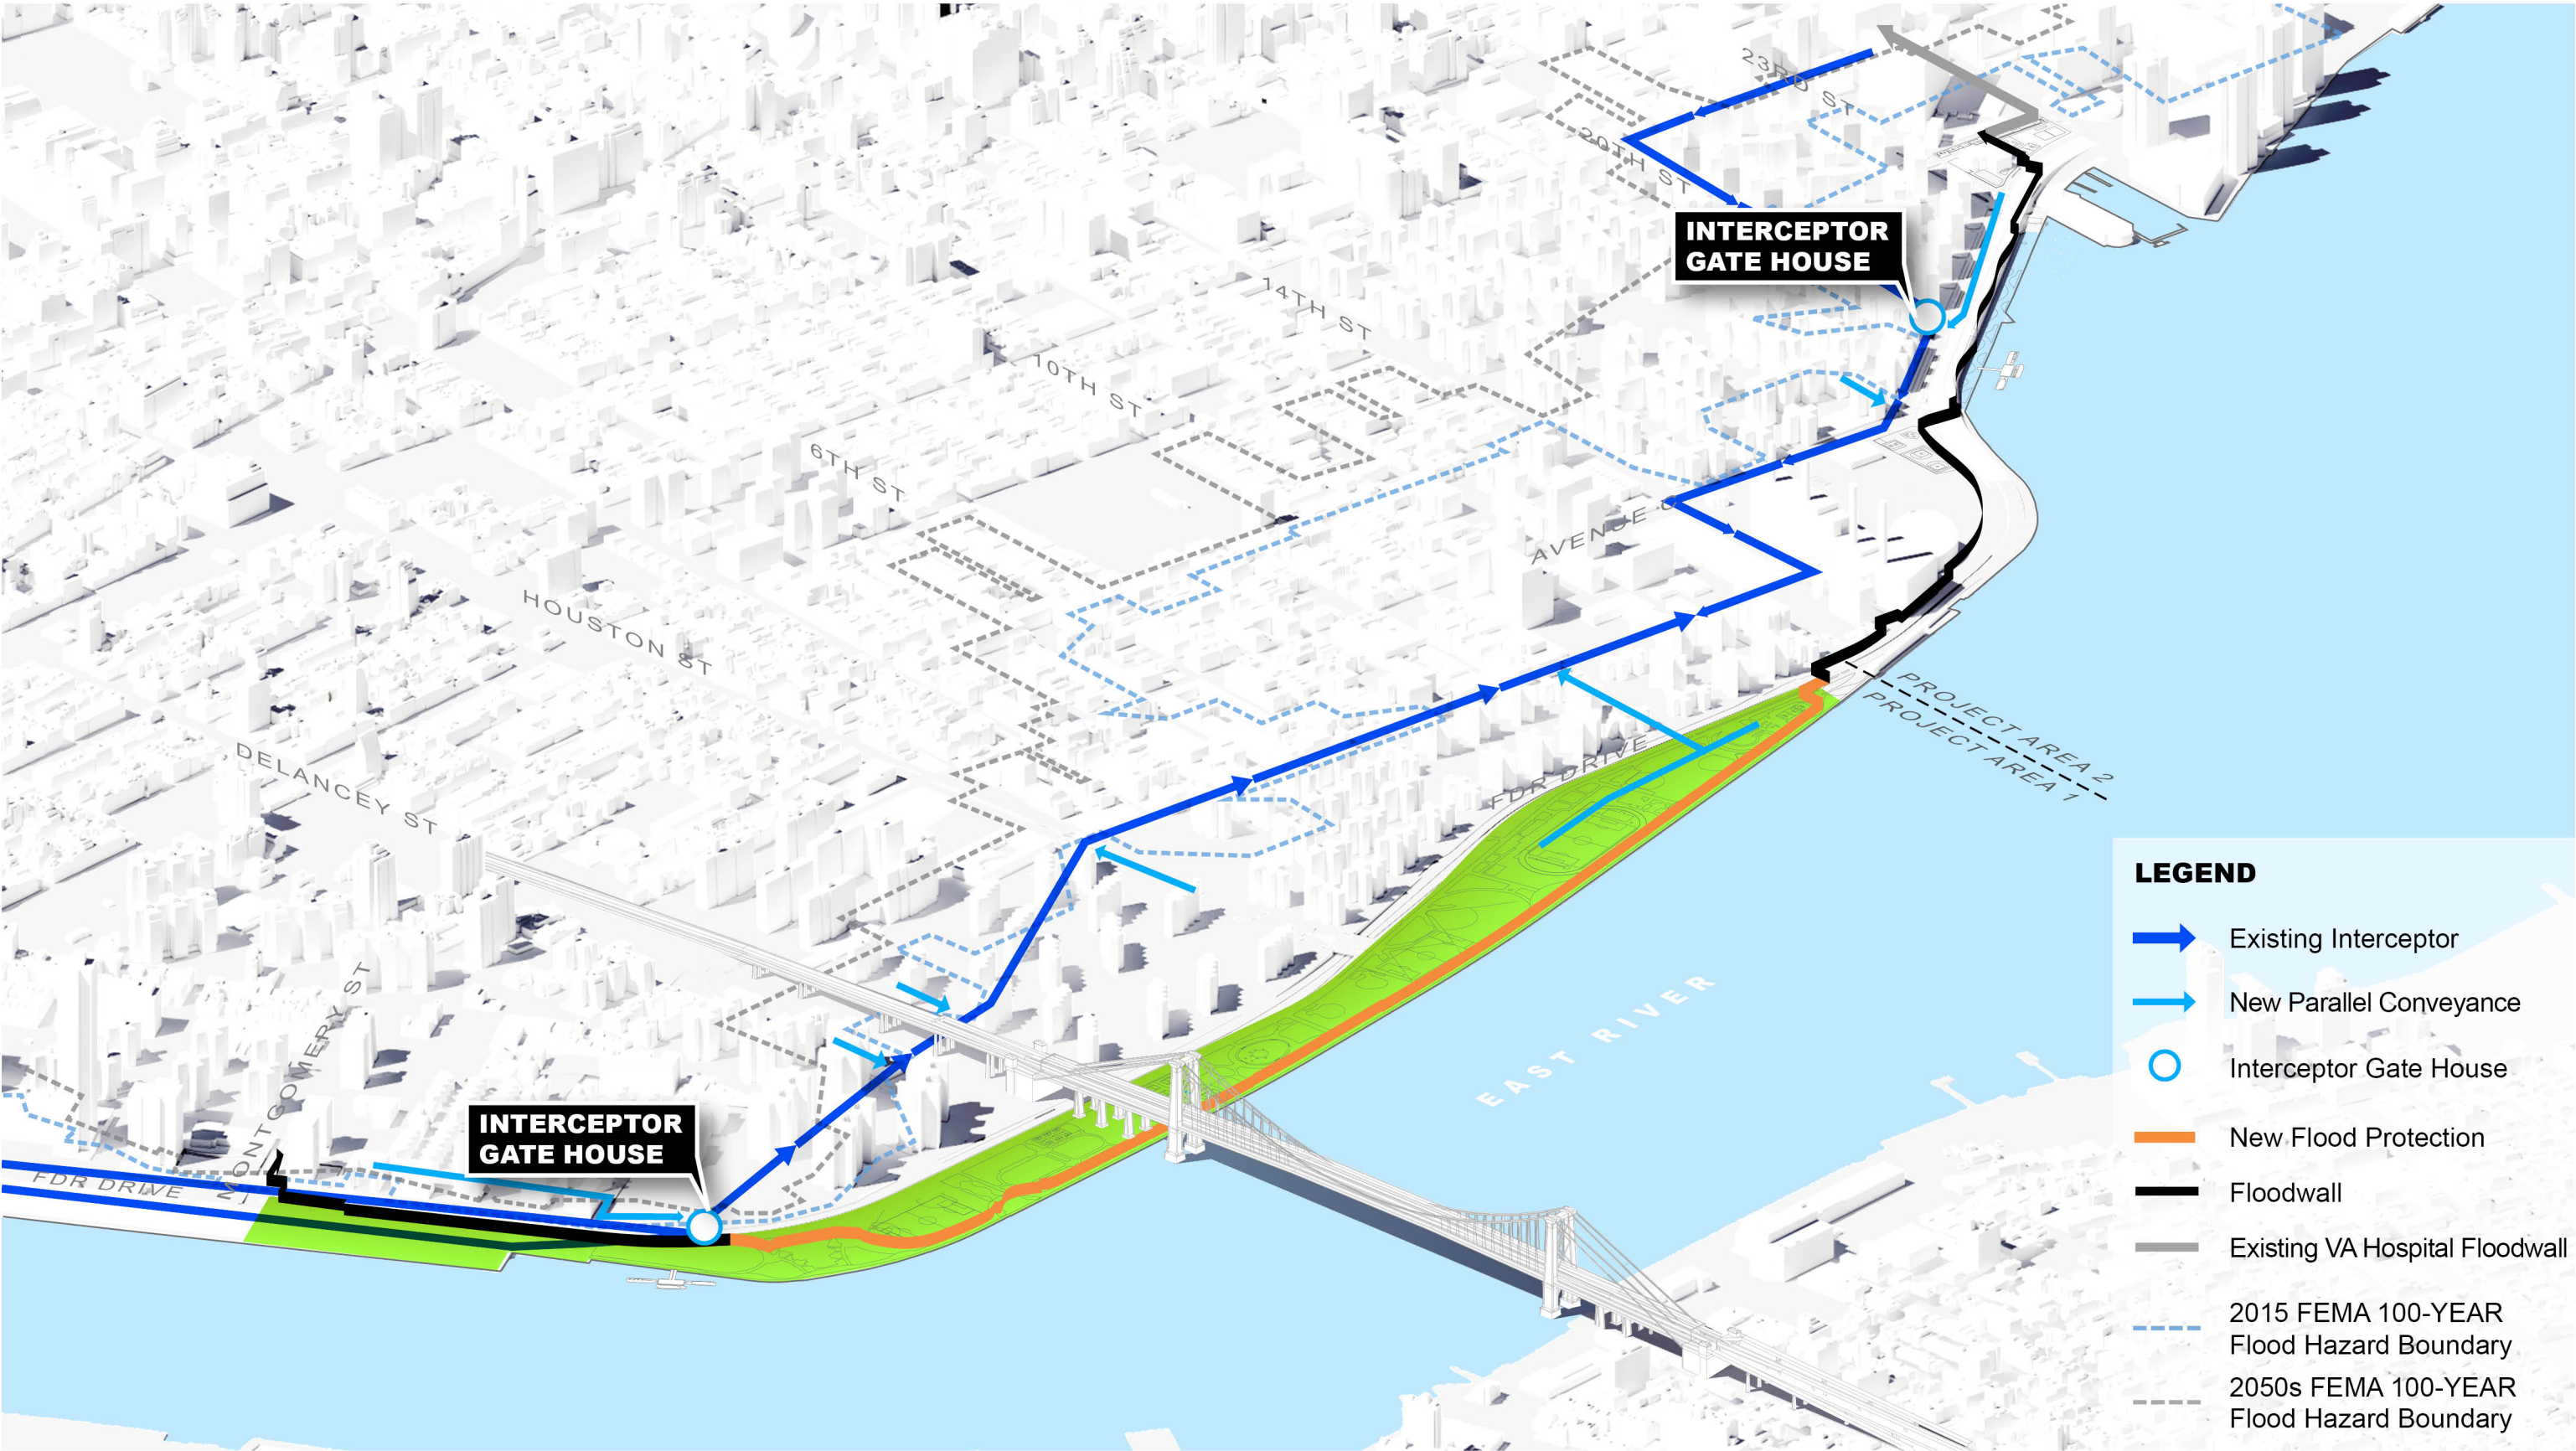 23RD ST
20TH ST
INTERCEPTOR
GATE HOUSE
14TH ST
10TH ST
6TH ST
AVENUE C
HOUSTON ST
PROJECT AREA 2
PROJECT AREA 1
FDR DRIVE
DELANCEY ST
EAST RIVER
MONTGOMERY ST
INTERCEPTOR
GATE HOUSE
FDR DRIVE
LEGEND
Existing Interceptor
New Parallel Conveyance
Interceptor Gate House
New Flood Protection
Floodwall
Existing VA Hospital Floodwall
2015 FEMA 100-YEAR
Flood Hazard Boundary
2050s FEMA 100-YEAR
Flood Hazard Boundary